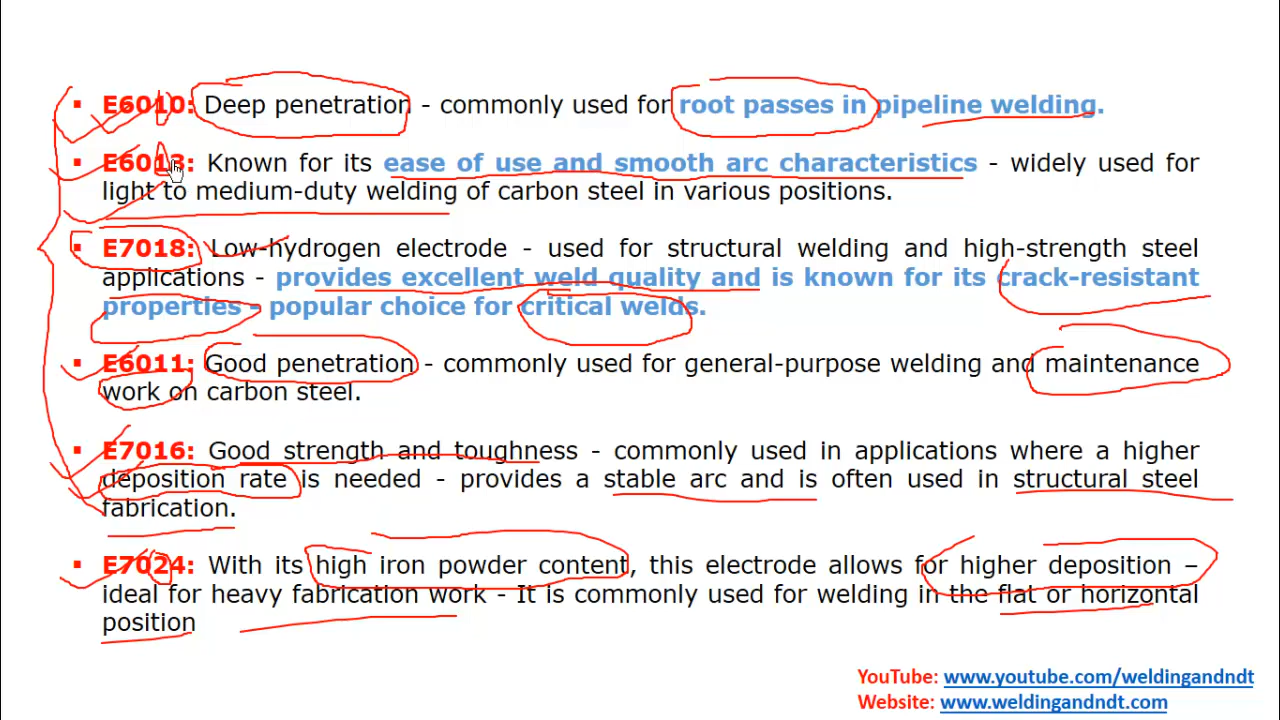 ▪ E6010: Deep penetration - commonly used for root passes in pipeline welding.
▪ E6013: Known for its ease of use and smooth arc characteristics - widely used for
light to medium-duty welding of carbon steel in various positions.
▪ E7018: Low-hydrogen electrode - used for structural welding and high-strength steel
applications - provides excellent weld quality and is known for its crack-resistant
properties - popular choice for critical welds.
▪ E6011: Good penetration - commonly used for general-purpose welding and maintenance
work on carbon steel.
▪ E7016: Good strength and toughness - commonly used in applications where a higher
deposition rate is needed - provides a stable arc and is often used in structural steel
fabrication.
▪ E7024: With its high iron powder content, this electrode allows for higher deposition –
ideal for heavy fabrication work - It is commonly used for welding in the flat or horizontal
position
YouTube: www.youtube.com/weldingandndt
Website: www.weldingandndt.com